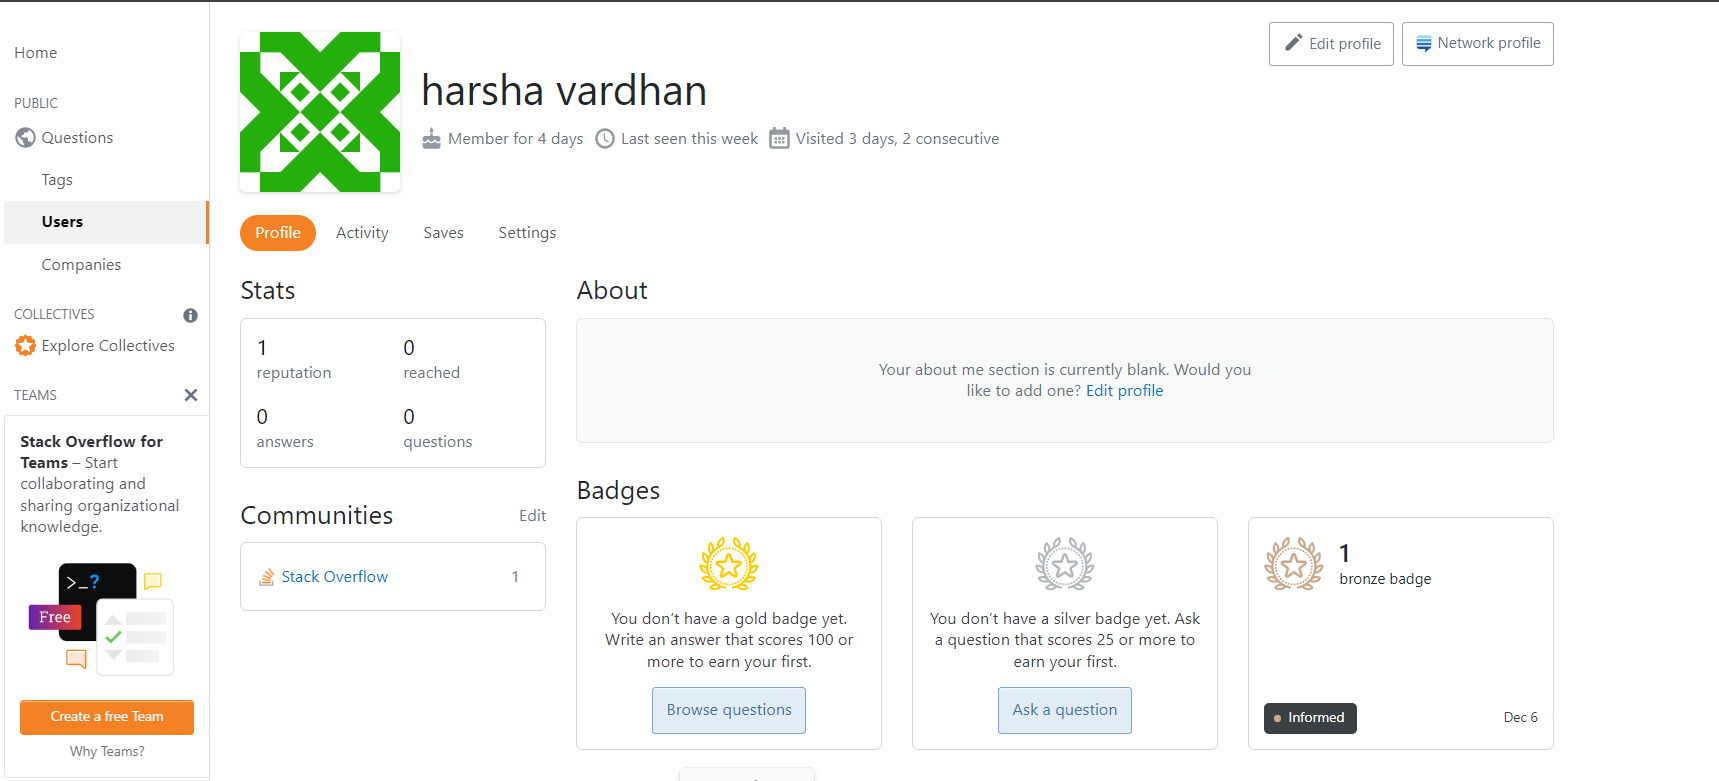 Home
PUBLIC
Questions
Tags
Users
Companies
COLLECTIVES
Explore Collectives
TEAMS
Stack Overflow for
Teams – Start
collaborating and
sharing organizational
knowledge.
>_?
Free
Create a free Team
Why Teams?
Edit profile
Network profile
harsha vardhan
Member for 4 days
Last seen this week
Visited 3 days, 2 consecutive
Profile
Activity
Saves
Settings
Stats
1
reputation
0
reached
0
answers
0
questions
Communities
Edit
Stack Overflow
1
About
Your about me section is currently blank. Would you
like to add one? Edit profile
Badges
You don’t have a gold badge yet.
Write an answer that scores 100 or
more to earn your first.
Browse questions
You don’t have a silver badge yet. Ask
a question that scores 25 or more to
earn your first.
Ask a question
1
bronze badge
Informed
Dec 6